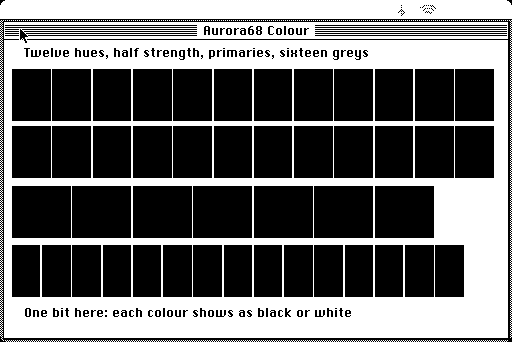 Aurora68 Colour
Twelve hues, half strength, primaries, sixteen greys
One bit here: each colour shows as black or white